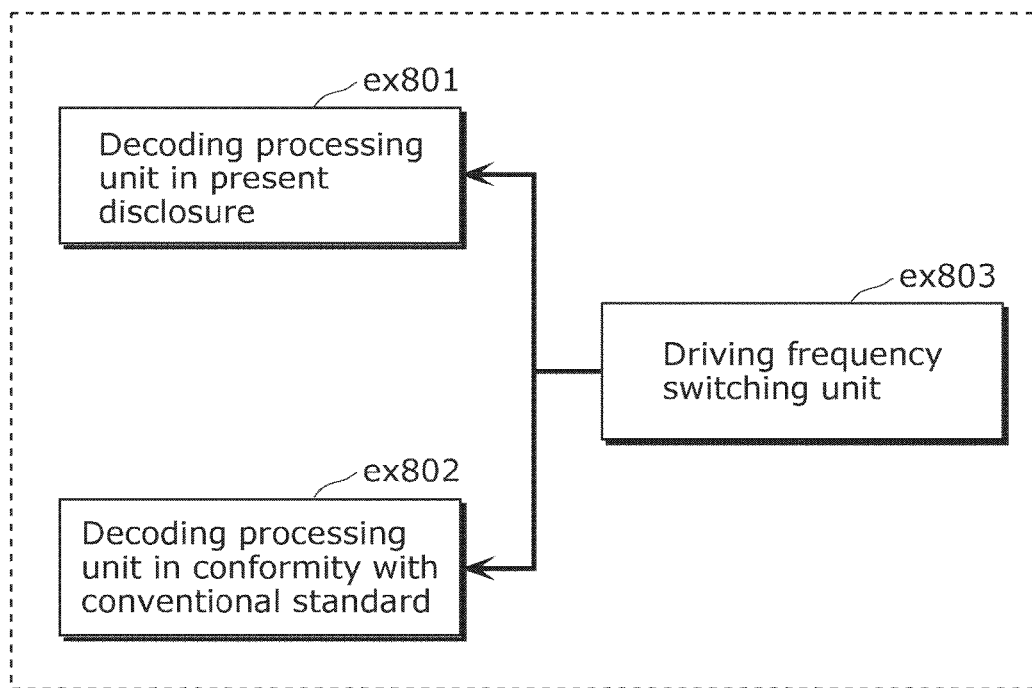 ex801
Decoding processing
unit in present
disclosure
ex803
Driving frequency
switching unit
ex802
Decoding processing
unit in conformity with
conventional standard